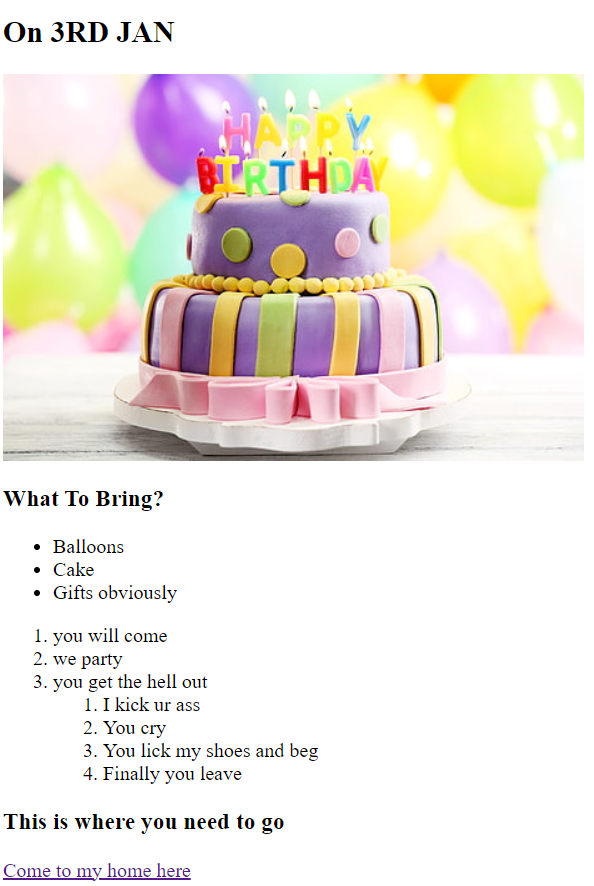 On 3RD JAN
HAPPY
BIRTHDAY
What To Bring?
• Balloons
• Cake
• Gifts obviously
1. you will come
2. we party
3. you get the hell out
1. I kick ur ass
2. You cry
3. You lick my shoes and beg
4. Finally you leave
This is where you need to go
Come to my home here